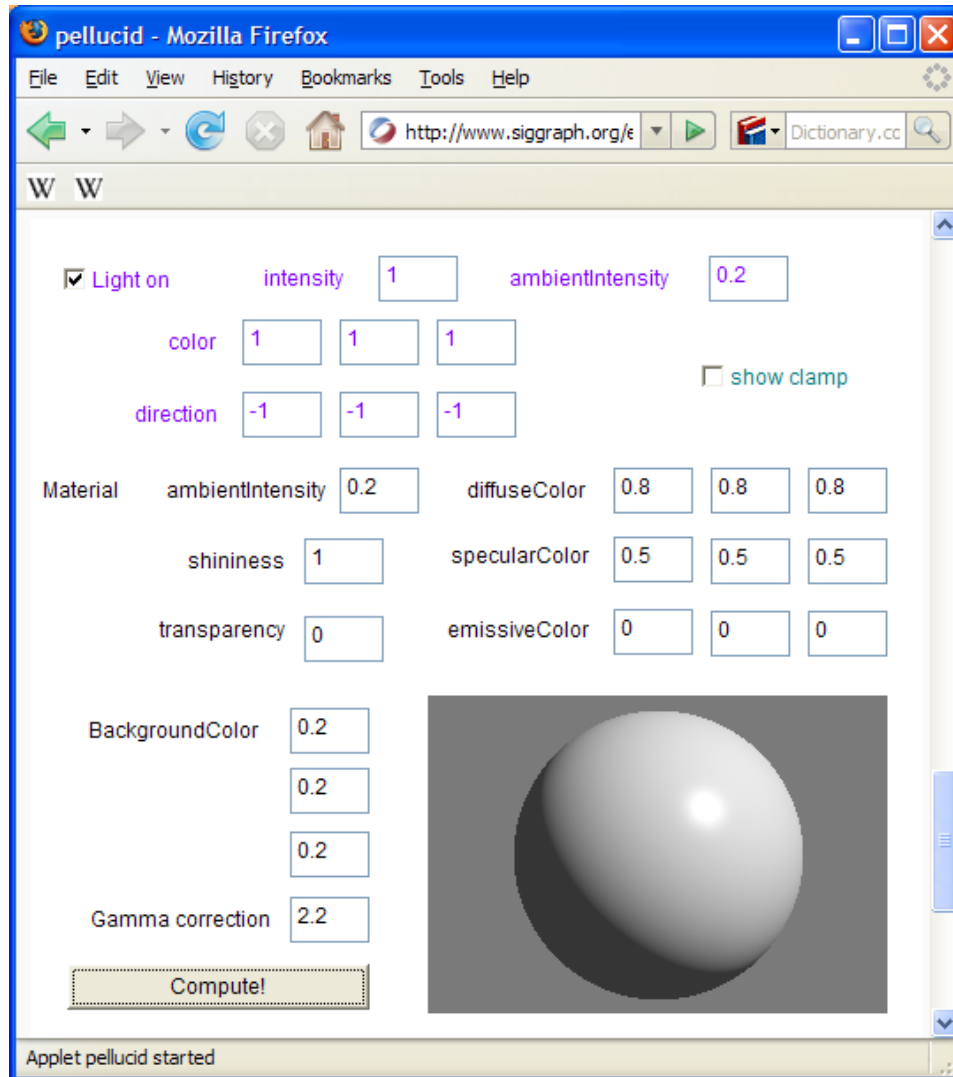 pellucid - Mozilla Firefox
File Edit View History Bookmarks Tools Help
http://www.siggraph.org/e Dictionary.cc
W W
Light on intensity 1 ambientIntensity 0.2
color 1 1 1
show clamp
direction -1 -1 -1
Material ambientIntensity 0.2 diffuseColor 0.8 0.8 0.8
shininess 1 specularColor 0.5 0.5 0.5
transparency 0 emissiveColor 0 0 0
BackgroundColor 0.2
0.2
0.2
Gamma correction 2.2
Compute!
Applet pellucid started